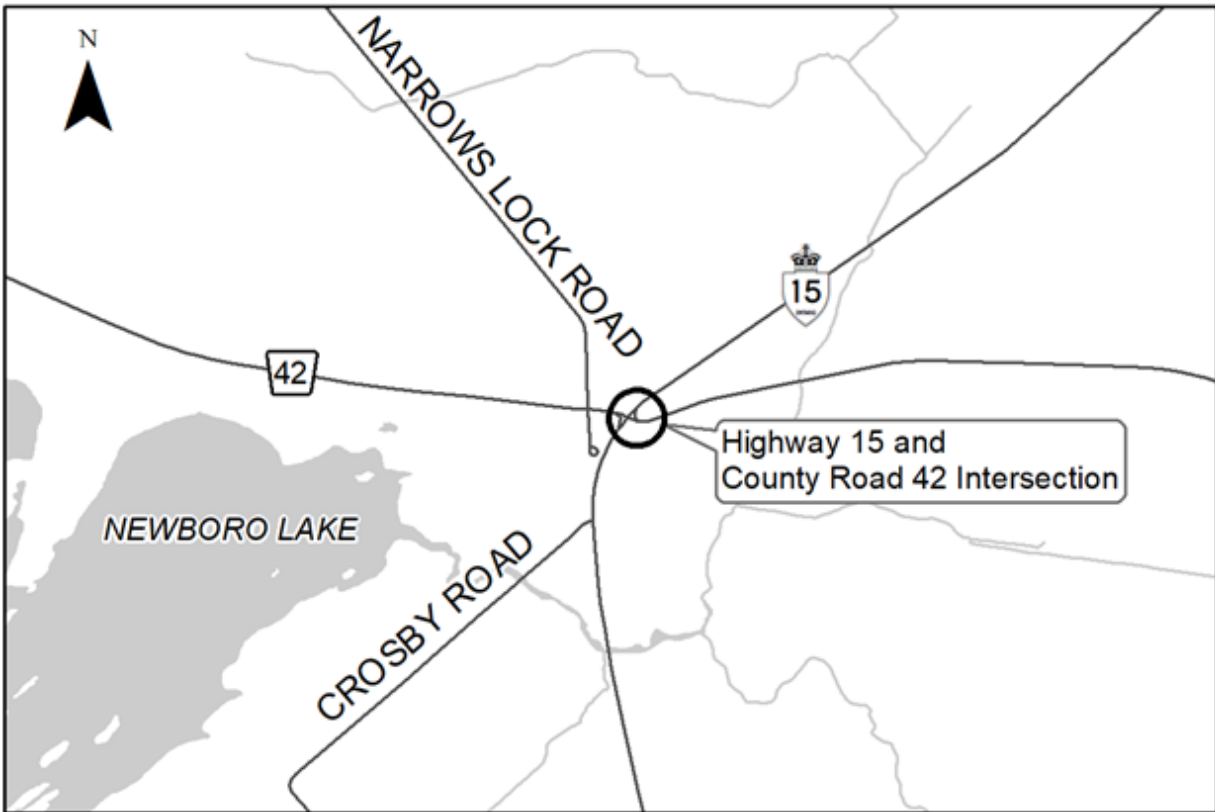 N
NARROWS LOCK ROAD
15
42
Highway 15 and
County Road 42 Intersection
NEWBORO LAKE
CROSBY ROAD